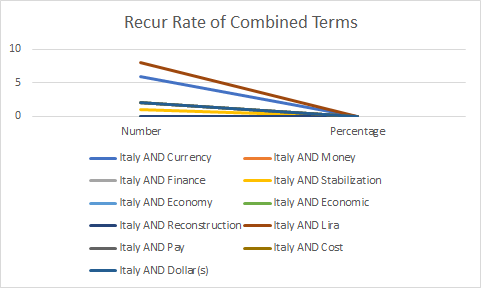 Recur Rate of Combined Terms
10
5
0
Number Percentage
Italy AND Currency Italy AND Money
Italy AND Finance Italy AND Stabilization
Italy AND Economy Italy AND Economic
Italy AND Reconstruction Italy AND Lira
Italy AND Pay Italy AND Cost
Italy AND Dollar(s)